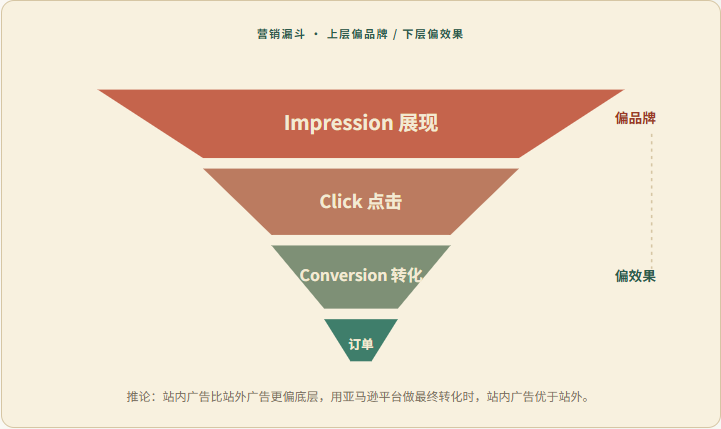 营销漏斗 · 上层偏品牌 / 下层偏效果
Impression 展现
偏品牌
Click 点击
Conversion 转化
偏效果
订单
推论：站内广告比站外广告更偏底层，用亚马逊平台做最终转化时，站内广告优于站外。